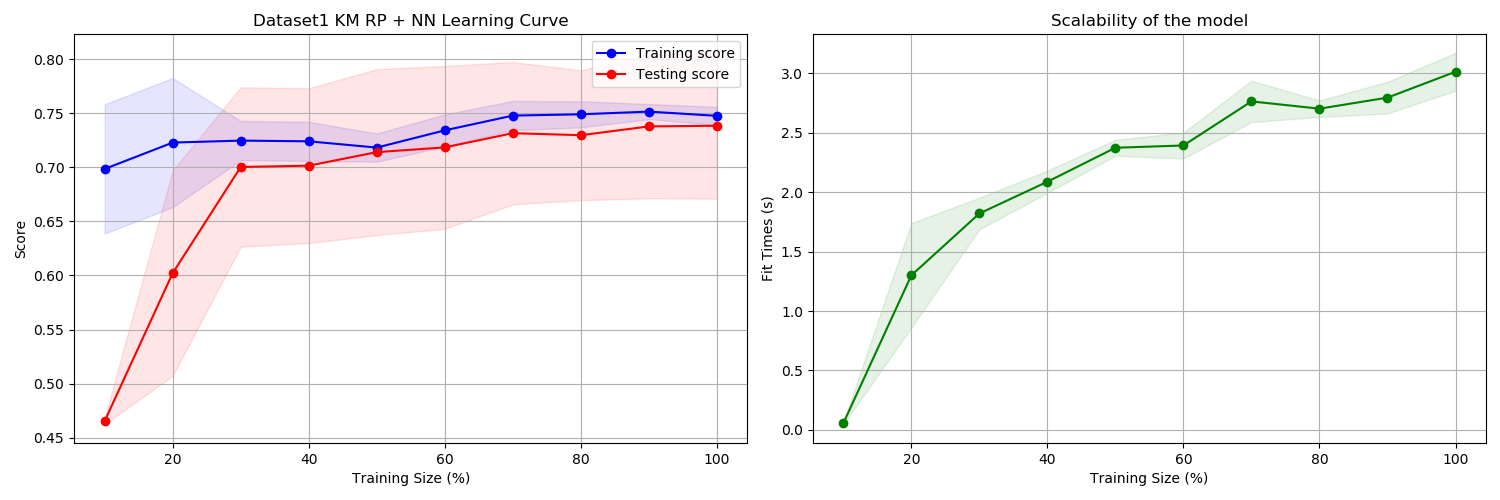 Dataset1 KM RP + NN Learning Curve
Training score
Testing score
Score
0.80
0.75
0.70
0.65
0.60
0.55
0.50
0.45
20 40 60 80 100
Training Size (%)
Scalability of the model
Fit Times (s)
3.0
2.5
2.0
1.5
1.0
0.5
0.0
20 40 60 80 100
Training Size (%)